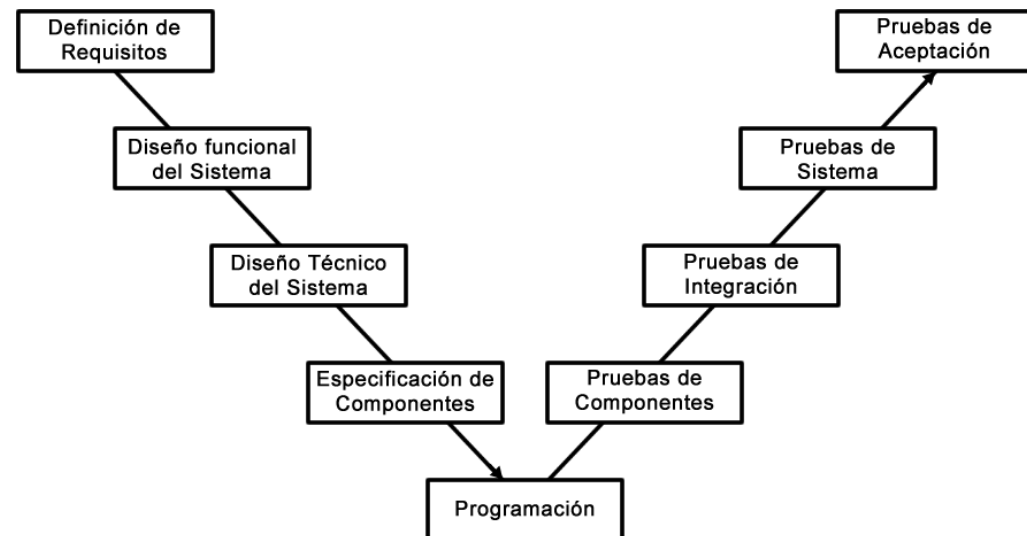 Definición de
Requisitos
Pruebas de
Aceptación
Diseño funcional
del Sistema
Pruebas de
Sistema
Diseño Técnico
del Sistema
Pruebas de
Integración
Especificación de
Componentes
Pruebas de
Componentes
Programación